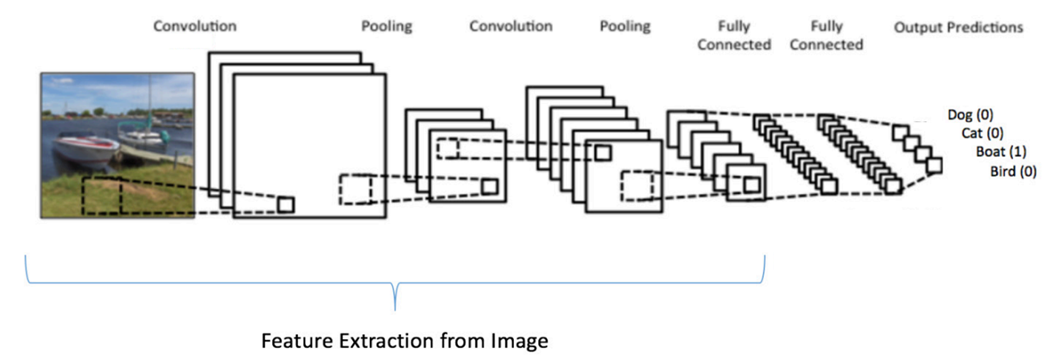 Convolution Pooling Convolution Pooling Fully Connected Fully Connected Output Predictions
Dog (0)
Cat (0)
Boat (1)
Bird (0)
Feature Extraction from Image